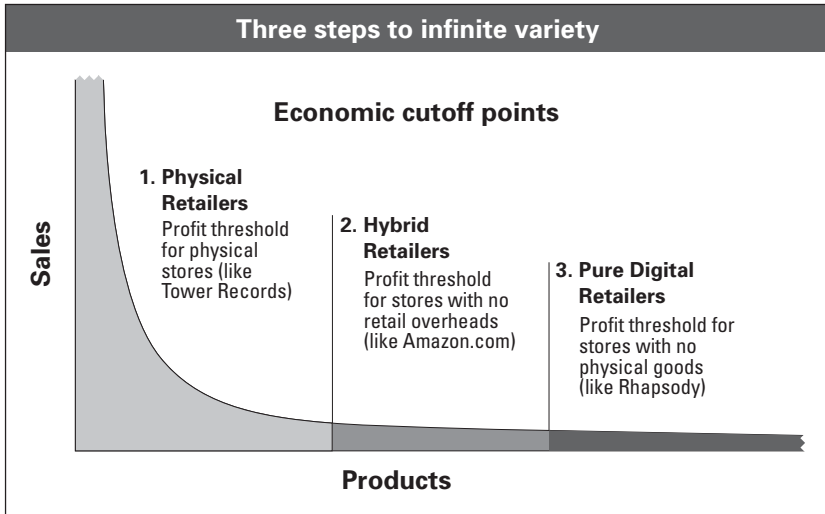 Three steps to infinite variety
Economic cutoff points
Sales
1. Physical
Retailers
Profit threshold
for physical
stores (like
Tower Records)
2. Hybrid
Retailers
Profit threshold
for stores with no
retail overheads
(like Amazon.com)
3. Pure Digital
Retailers
Profit threshold for
stores with no
physical goods
(like Rhapsody)
Products